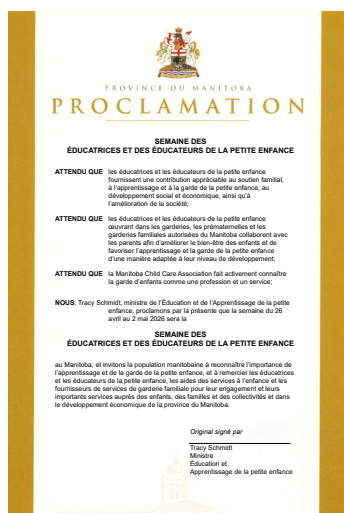 PROVINCE DU MANITOBA
PROCLAMATION
SEMAINE DES
ÉDUCATRICES ET DES ÉDUCATEURS DE LA PETITE ENFANCE
ATTENDU QUE les éducatrices et les éducateurs de la petite enfance
fournissent une contribution appréciable au soutien familial,
à l'apprentissage et à la garde de la petite enfance, au
développement social et économique, ainsi qu'à
l'amélioration de la société;
ATTENDU QUE les éducatrices et les éducateurs de la petite enfance
œuvrant dans les garderies, les prématernelles et les
garderies familiales autorisées du Manitoba collaborent avec
les parents afin d'améliorer le bien-être des enfants et de
favoriser l'apprentissage et la garde de la petite enfance
d'une manière adaptée à leur niveau de développement;
ATTENDU QUE la Manitoba Child Care Association fait activement connaître
la garde d'enfants comme une profession et un service;
NOUS, Tracy Schmidt, ministre de l'Éducation et de l'Apprentissage de la petite
enfance, proclamons par la présente que la semaine du 26
avril au 2 mai 2026 sera la
SEMAINE DES
ÉDUCATRICES ET DES ÉDUCATEURS DE LA PETITE ENFANCE
au Manitoba, et invitons la population manitobaine à reconnaître l'importance de
l'apprentissage et de la garde de la petite enfance, et à remercier les éducatrices
et les éducateurs de la petite enfance, les aides des services à l'enfance et les
fournisseurs de services de garderie familiale pour leur engagement et leurs
importants services auprès des enfants, des familles et des collectivités et dans
le développement économique de la province du Manitoba.
Original signé par
Tracy Schmidt
Ministre
Éducation et
Apprentissage de la petite enfance